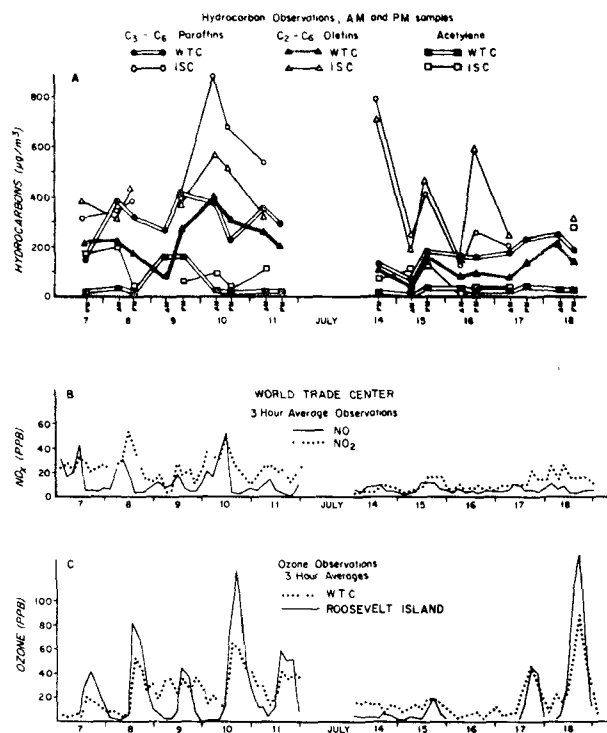 Hydrocarbon Observations, AM and PM samples
C3 - C6 Paraffins C2 - C6 Olefins Acetylene
WTC WTC WTC
ISC ISC ISC
A
HYDROCARBONS (µg/m³)
800
600
400
200
0
7 8 9 10 11 JULY 14 15 16 17 18
B
WORLD TRADE CENTER
3 Hour Average Observations
NO
NO2
NOx (PPB)
60
40
20
0
7 8 9 10 11 JULY 14 15 16 17 18
C
Ozone Observations
3 Hour Averages
WTC
ROOSEVELT ISLAND
OZONE (PPB)
100
80
60
40
20
7 8 9 10 11 JULY 14 15 16 17 18